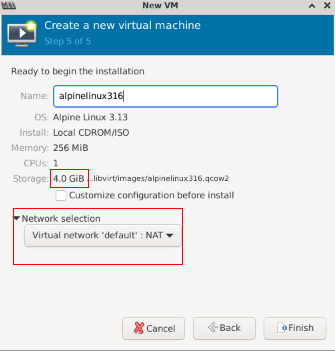 New VM
Create a new virtual machine
Step 5 of 5
Ready to begin the installation
Name: alpinelinux316
OS: Alpine Linux 3.13
Install: Local CDROM/ISO
Memory: 256 MiB
CPUs: 1
Storage: 4.0 GiB ...libvirt/images/alpinelinux316.qcow2
Customize configuration before install
Network selection
Virtual network 'default' : NAT
Cancel Back Finish